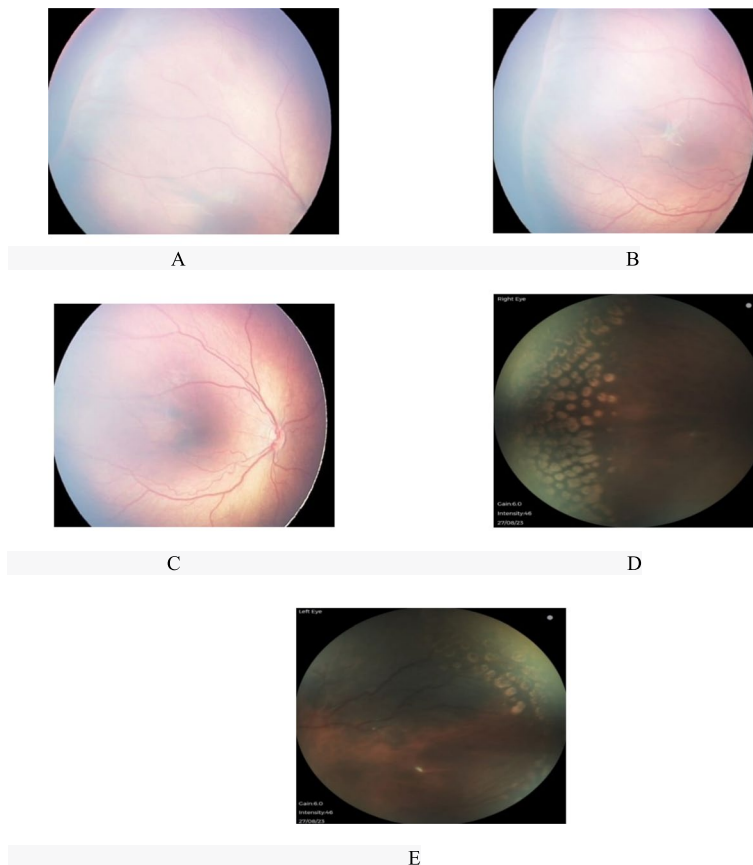 A
B
C
Right Eye
Gain:6.0
Intensity:46
27/08/23
D
Left Eye
Gain:6.0
Intensity:46
27/08/23
E